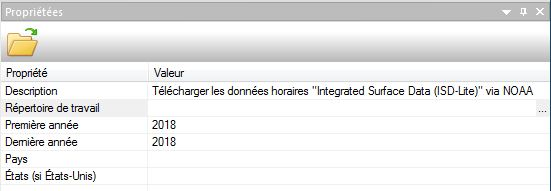 Propriétées
Propriété Valeur
Description Télécharger les données horaires "Integrated Surface Data (ISD-Lite)" via NOAA
Répertoire de travail ...
Première année 2018
Dernière année 2018
Pays
États (si États-Unis)